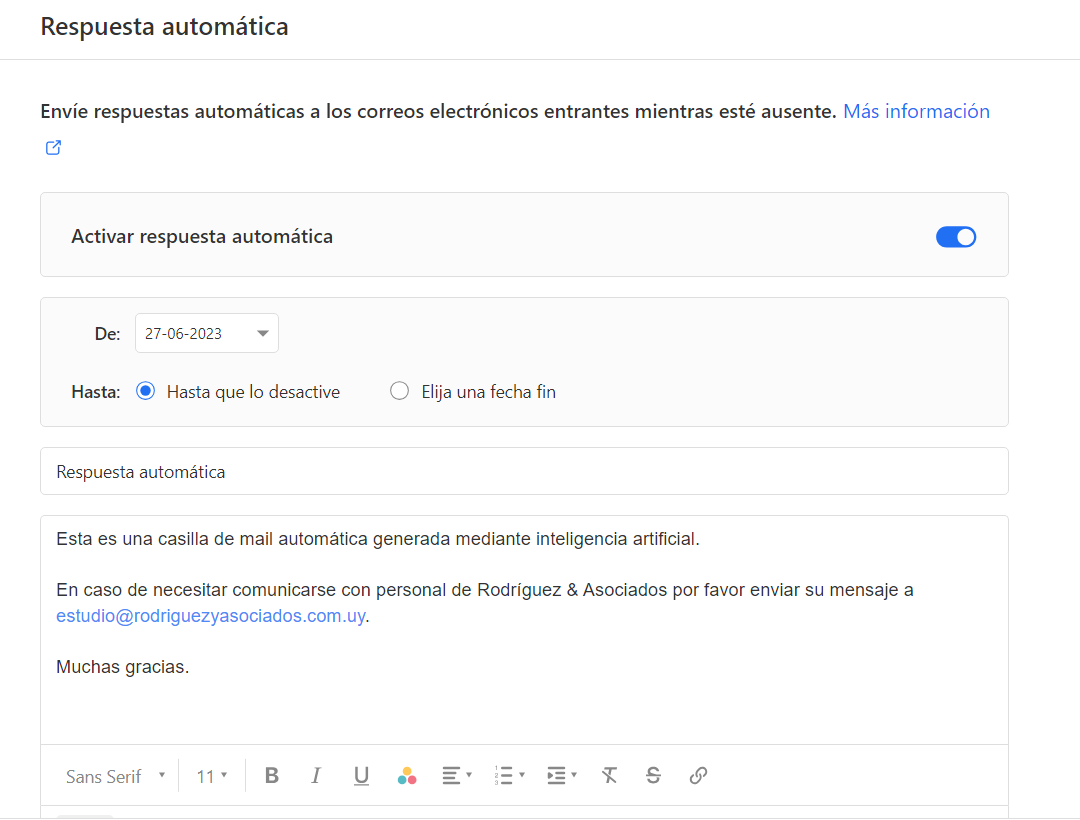 Respuesta automática
Envíe respuestas automáticas a los correos electrónicos entrantes mientras esté ausente. Más información
Activar respuesta automática
De: 27-06-2023
Hasta: Hasta que lo desactive Elija una fecha fin
Respuesta automática
Esta es una casilla de mail automática generada mediante inteligencia artificial.
En caso de necesitar comunicarse con personal de Rodríguez & Asociados por favor enviar su mensaje a
estudio@rodriguezyasociados.com.uy.
Muchas gracias.
Sans Serif 11 B I U